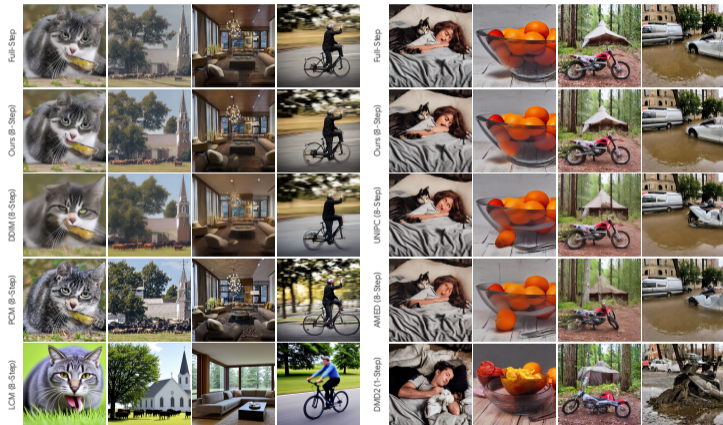 Full-Step
Ours (8-Step)
DDIM (8-Step)
PCM (8-Step)
LCM (8-Step)
Full-Step
Ours (8-Step)
UNIPC (8-Step)
AMED (8-Step)
DMD2 (1-Step)